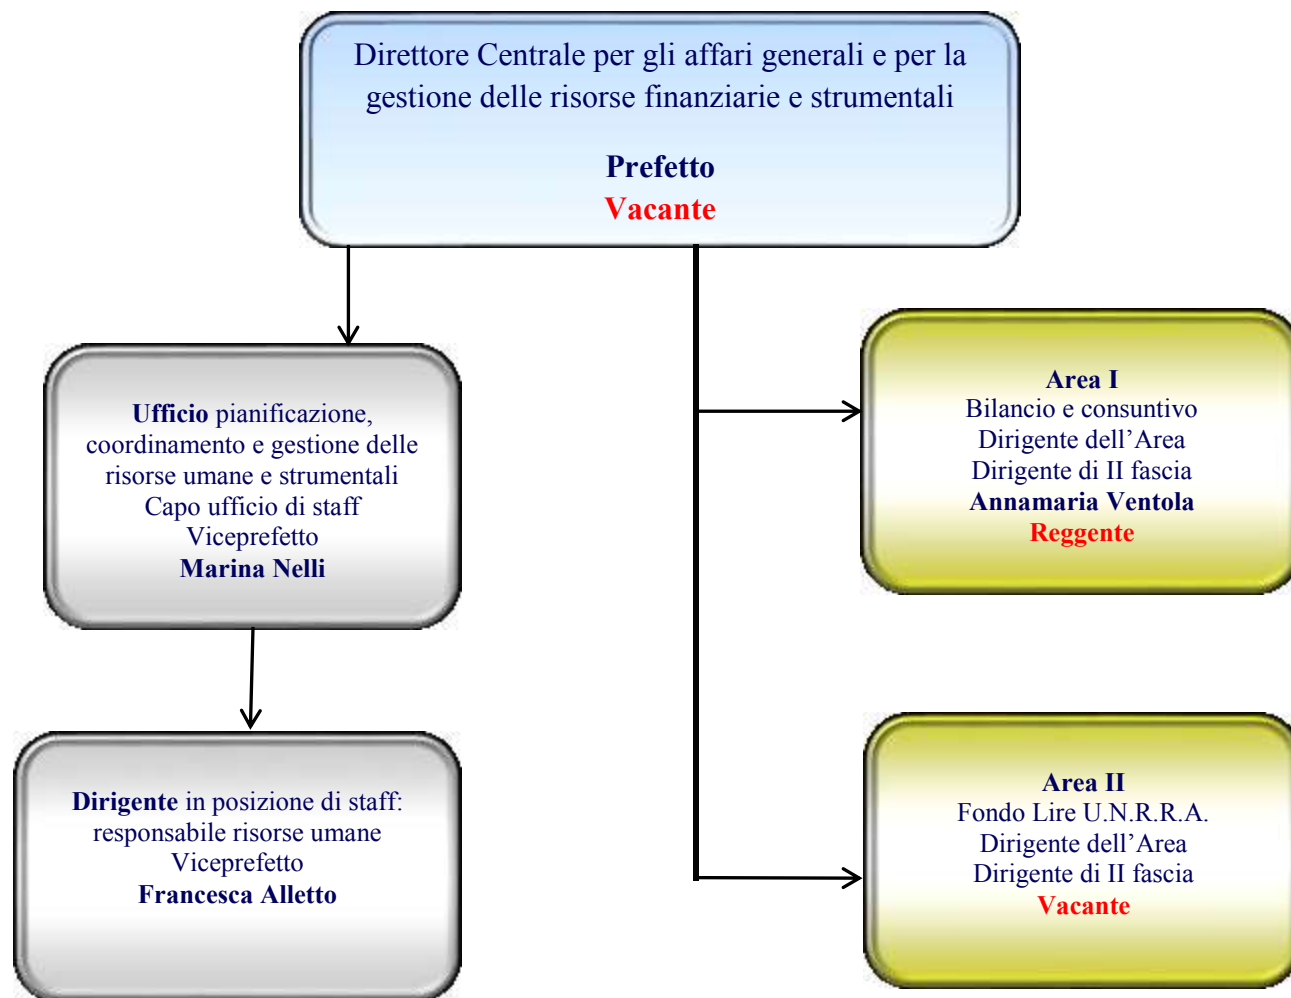 Direttore Centrale per gli affari generali e per la
gestione delle risorse finanziarie e strumentali
Prefetto
Vacante
Ufficio pianificazione,
coordinamento e gestione delle
risorse umane e strumentali
Capo ufficio di staff
Viceprefetto
Marina Nelli
Dirigente in posizione di staff:
responsabile risorse umane
Viceprefetto
Francesca Alletto
Area I
Bilancio e consuntivo
Dirigente dell’Area
Dirigente di II fascia
Annamaria Ventola
Reggente
Area II
Fondo Lire U.N.R.R.A.
Dirigente dell’Area
Dirigente di II fascia
Vacante